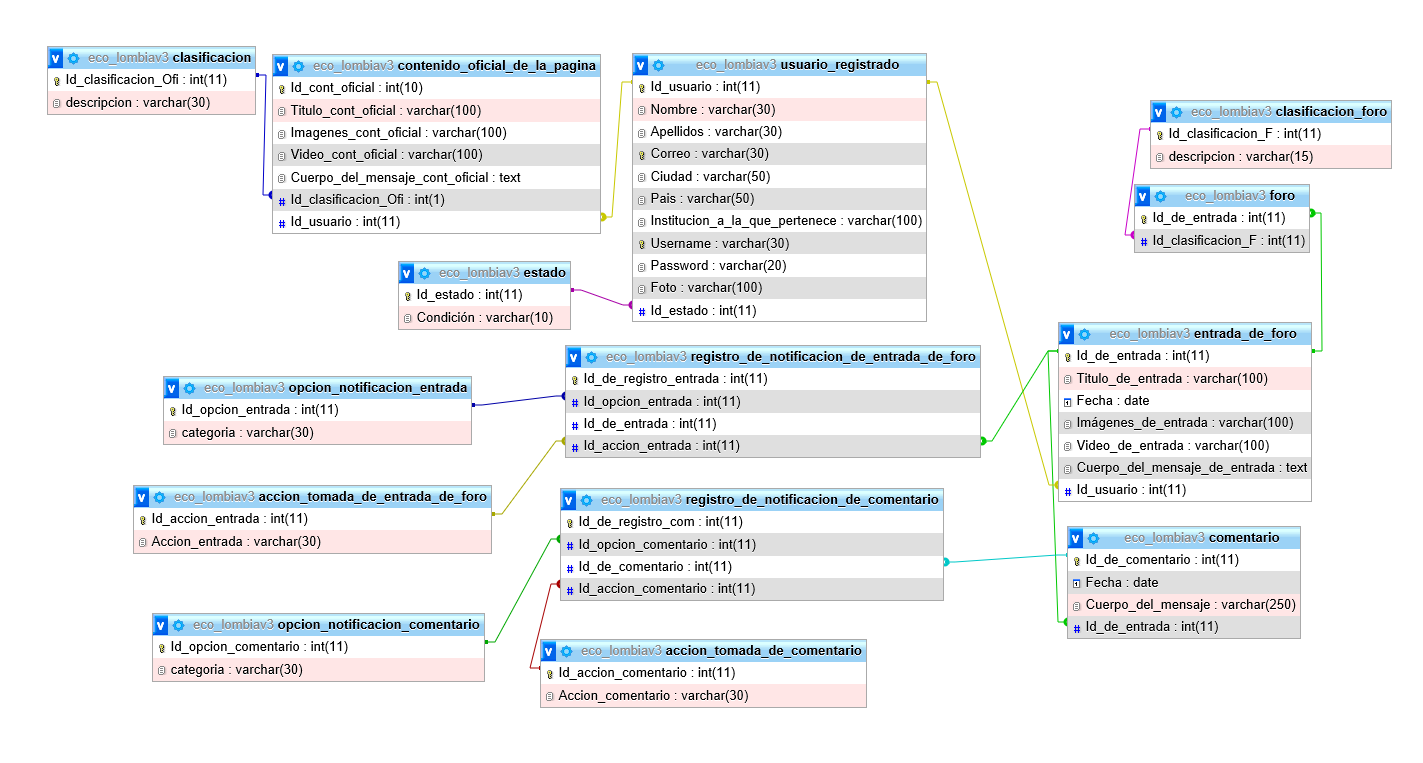 eco_lombiav3 clasificacion
Id_clasificacion_Ofi : int(11)
descripcion : varchar(30)
eco_lombiav3 contenido_oficial_de_la_pagina
Id_cont_oficial : int(10)
Titulo_cont_oficial : varchar(100)
Imagenes_cont_oficial : varchar(100)
Video_cont_oficial : varchar(100)
Cuerpo_del_mensaje_cont_oficial : text
Id_clasificacion_Ofi : int(1)
Id_usuario : int(11)
eco_lombiav3 usuario_registrado
Id_usuario : int(11)
Nombre : varchar(30)
Apellidos : varchar(30)
Correo : varchar(30)
Ciudad : varchar(50)
Pais : varchar(50)
Institucion_a_la_que_pertenece : varchar(100)
Username : varchar(30)
Password : varchar(20)
Foto : varchar(100)
Id_estado : int(11)
eco_lombiav3 clasificacion_foro
Id_clasificacion_F : int(11)
descripcion : varchar(15)
eco_lombiav3 foro
Id_de_entrada : int(11)
Id_clasificacion_F : int(11)
eco_lombiav3 estado
Id_estado : int(11)
Condición : varchar(10)
eco_lombiav3 entrada_de_foro
Id_de_entrada : int(11)
Titulo_de_entrada : varchar(100)
Fecha : date
Imágenes_de_entrada : varchar(100)
Video_de_entrada : varchar(100)
Cuerpo_del_mensaje_de_entrada : text
Id_usuario : int(11)
eco_lombiav3 registro_de_notificacion_de_entrada_de_foro
Id_de_registro_entrada : int(11)
Id_opcion_entrada : int(11)
Id_de_entrada : int(11)
Id_accion_entrada : int(11)
eco_lombiav3 opcion_notificacion_entrada
Id_opcion_entrada : int(11)
categoria : varchar(30)
eco_lombiav3 accion_tomada_de_entrada_de_foro
Id_accion_entrada : int(11)
Accion_entrada : varchar(30)
eco_lombiav3 registro_de_notificacion_de_comentario
Id_de_registro_com : int(11)
Id_opcion_comentario : int(11)
Id_de_comentario : int(11)
Id_accion_comentario : int(11)
eco_lombiav3 comentario
Id_de_comentario : int(11)
Fecha : date
Cuerpo_del_mensaje : varchar(250)
Id_de_entrada : int(11)
eco_lombiav3 opcion_notificacion_comentario
Id_opcion_comentario : int(11)
categoria : varchar(30)
eco_lombiav3 accion_tomada_de_comentario
Id_accion_comentario : int(11)
Accion_comentario : varchar(30)